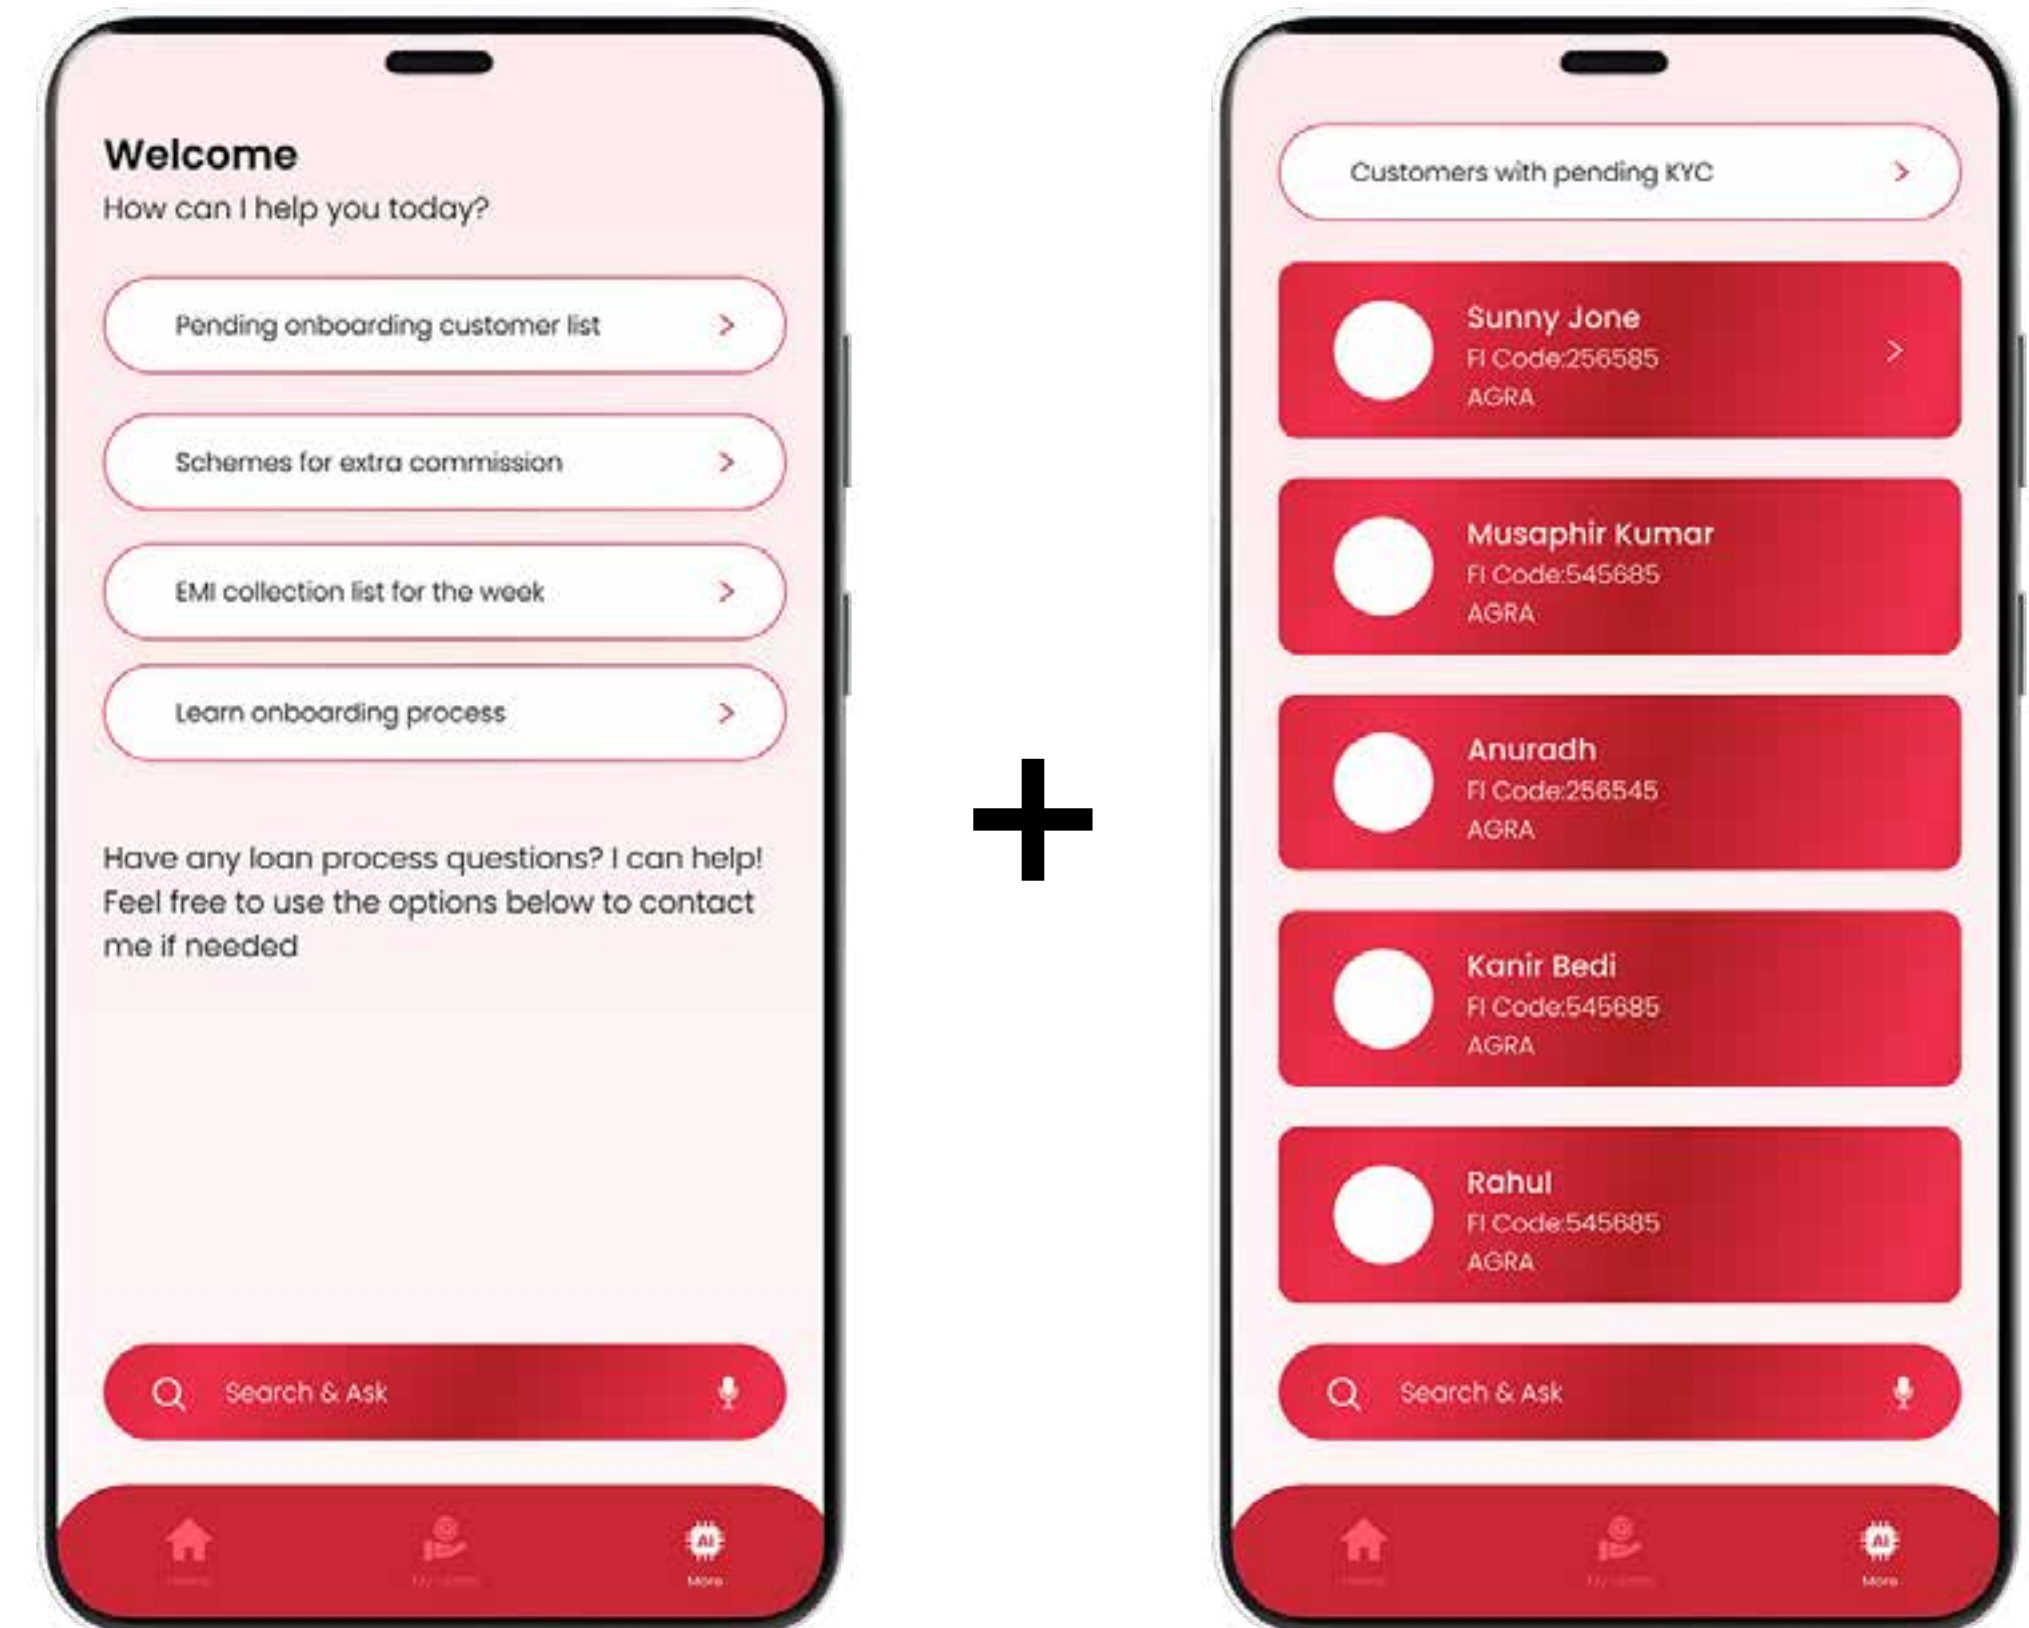 Welcome
How can I help you today?
Pending onboarding customer list
Schemes for extra commission
EMI collection list for the week
Learn onboarding process
Have any loan process questions? I can help!
Feel free to use the options below to contact
me if needed
Search & Ask
AI
More
+
Customers with pending KYC
Sunny Jone
FI Code:256585
AGRA
Musaphir Kumar
FI Code:545685
AGRA
Anuradh
FI Code:256545
AGRA
Kanir Bedi
FI Code:545685
AGRA
Rahul
FI Code:545685
AGRA
Search & Ask
AI
More